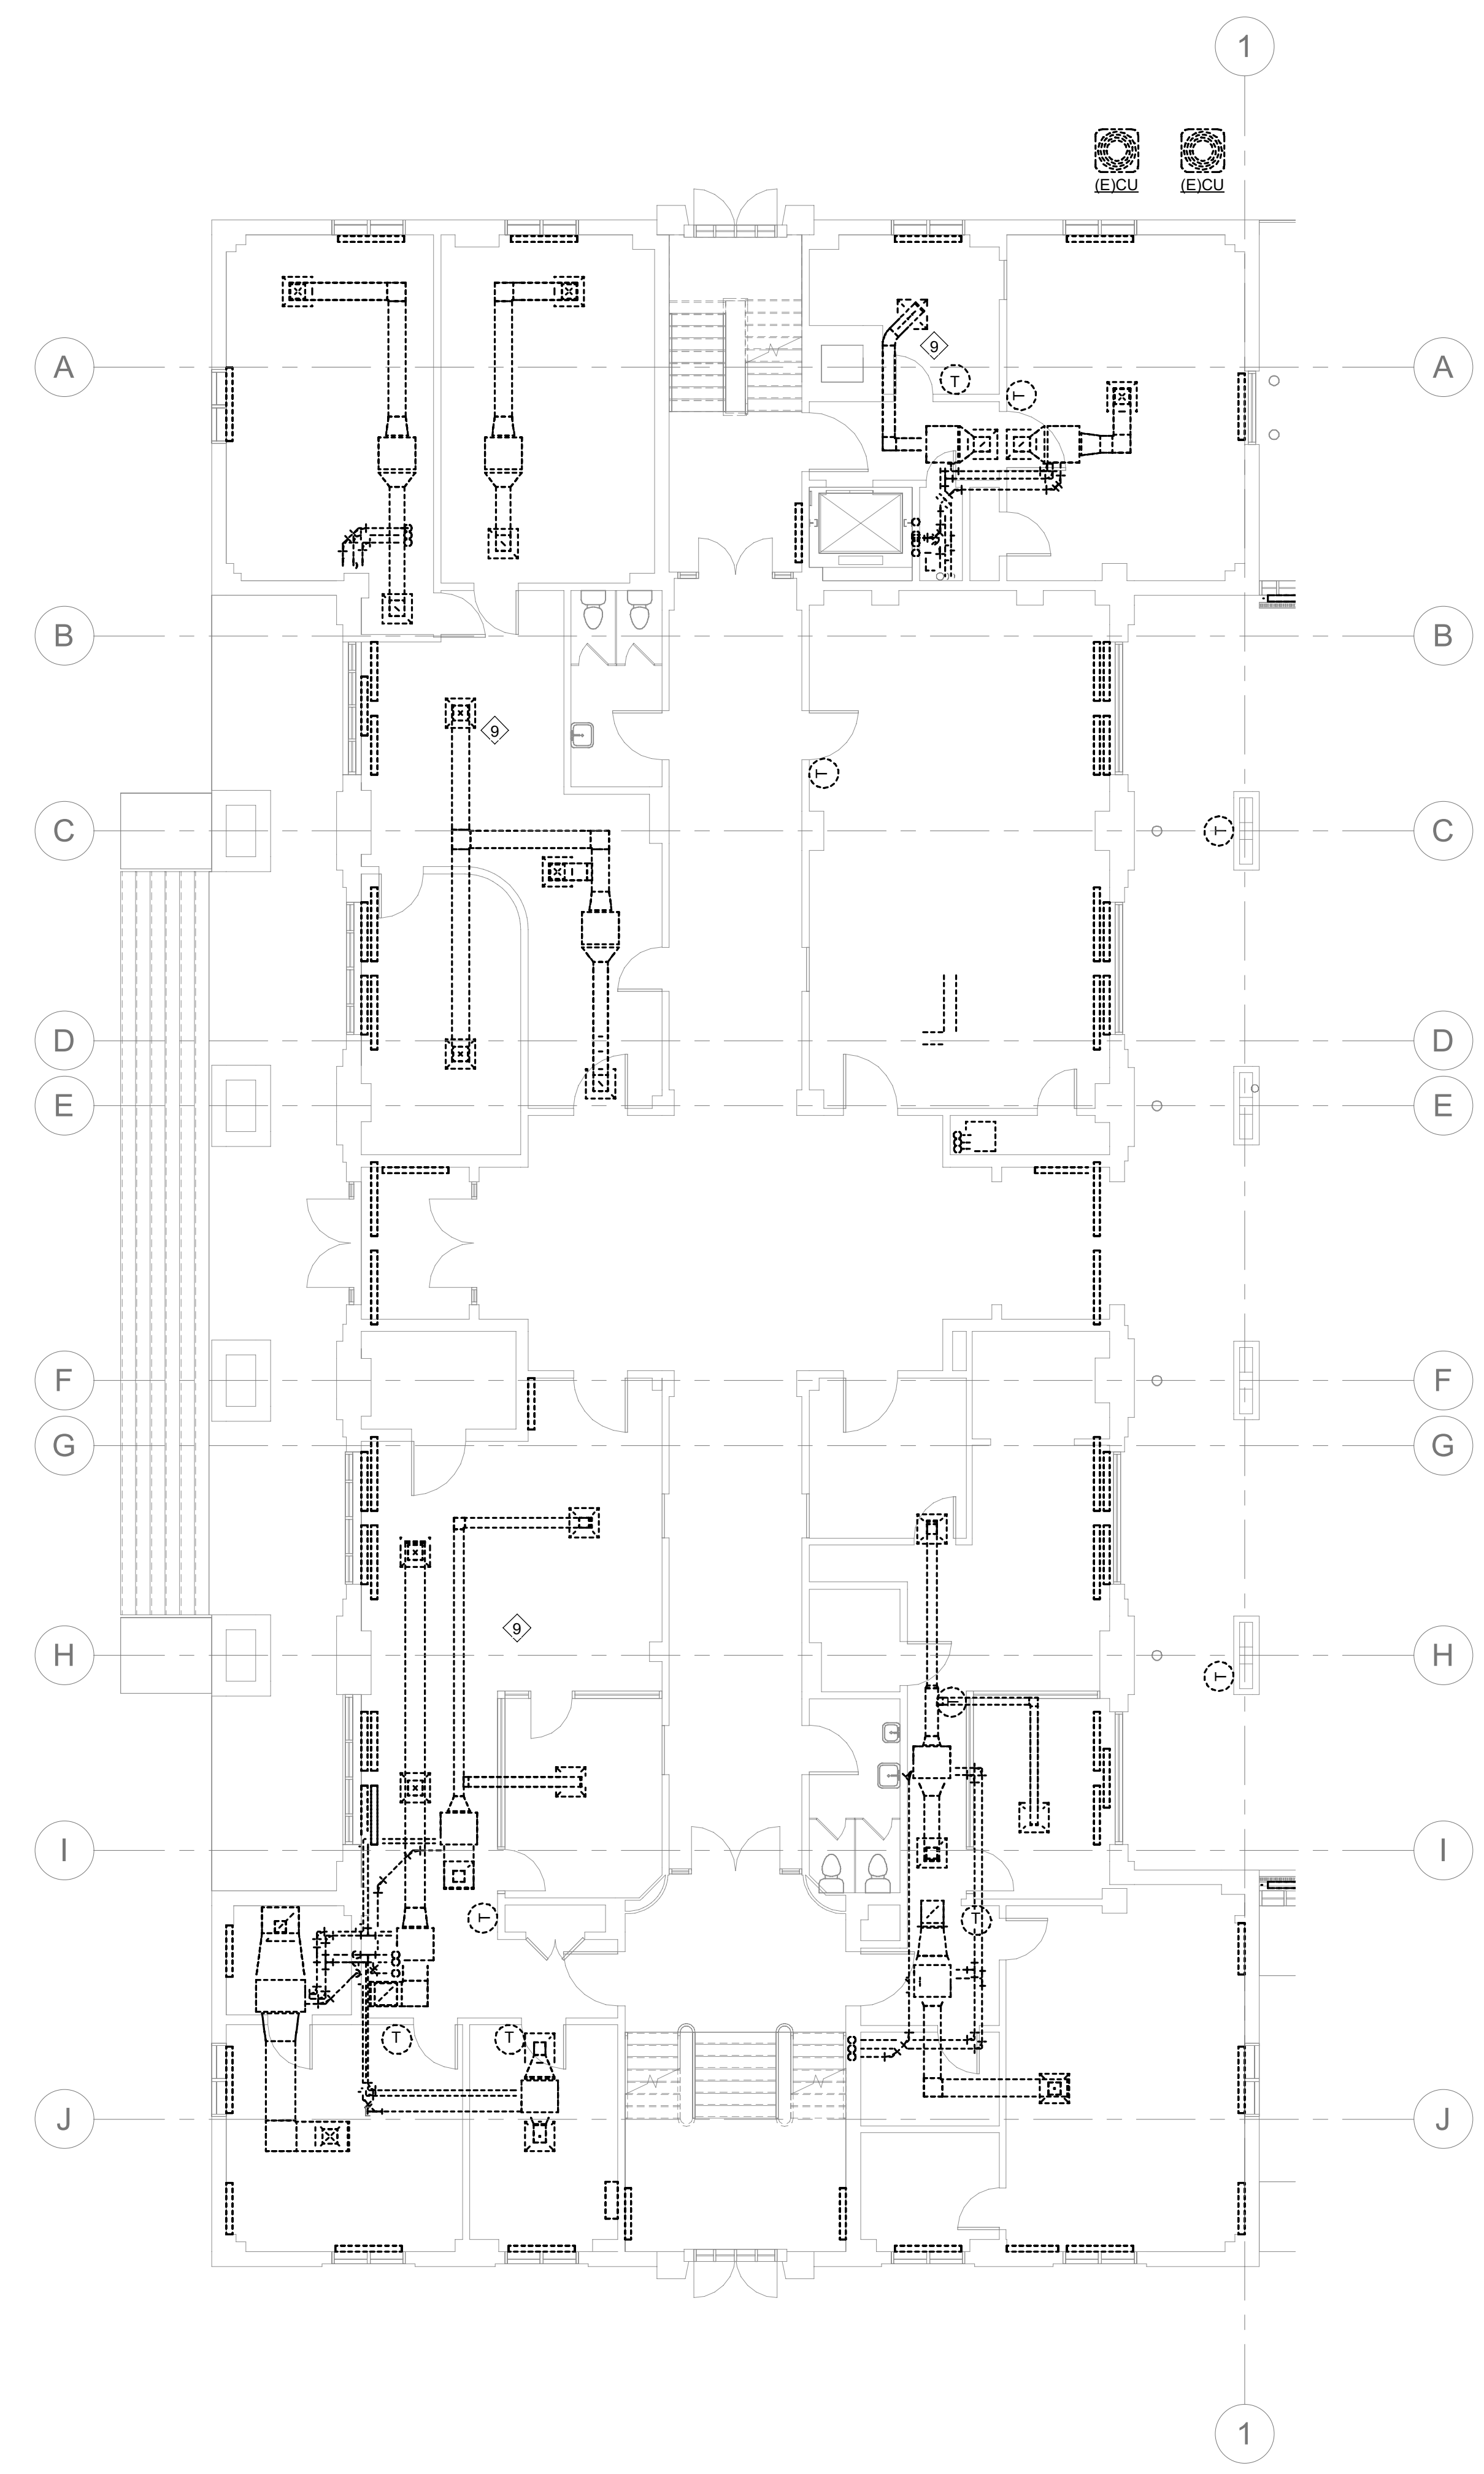 1
(E)CU (E)CU
9
A A
T T
B B
9
T
C T C
D D
E E
F F
G G
9
H H
T
T
I I
T T
T T
J J
1